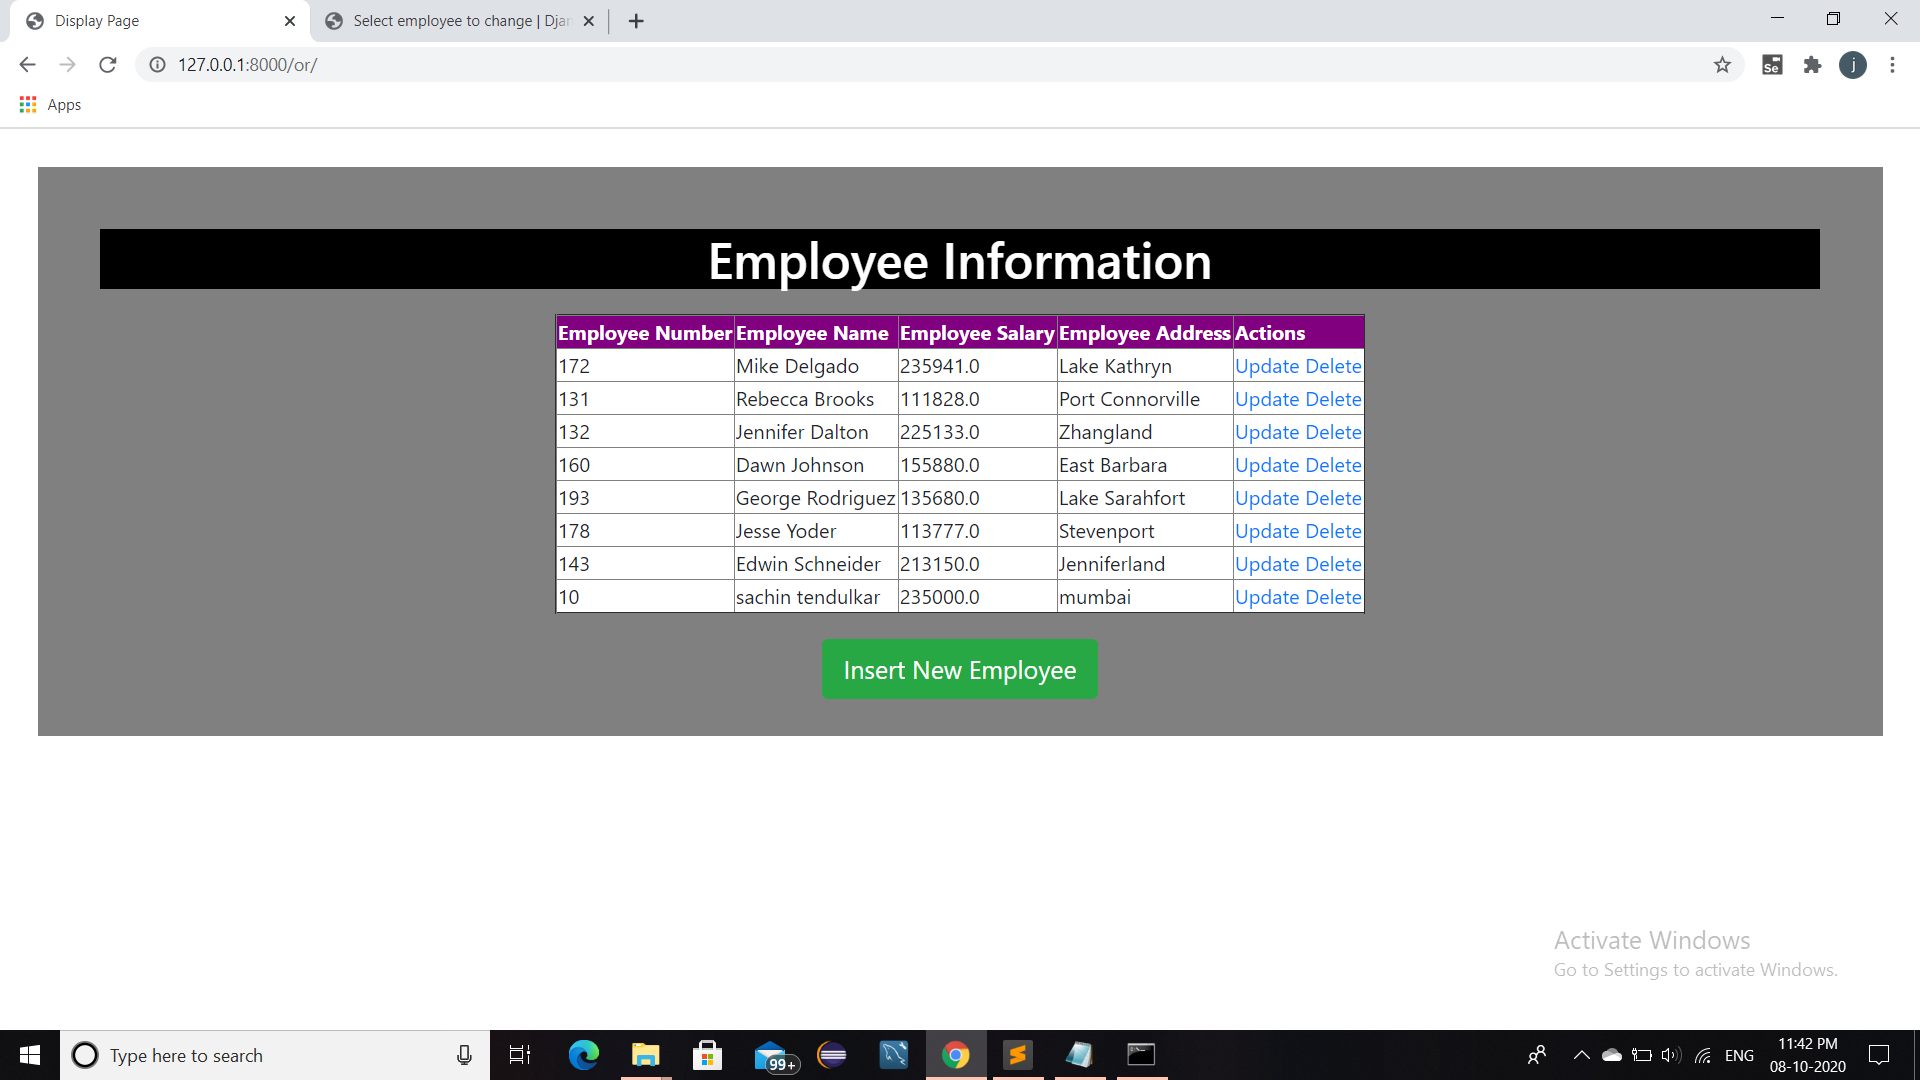 Display Page
Select employee to change | Djan
127.0.0.1:8000/or/
Se
j
Apps
Employee Information
Employee Number Employee Name Employee Salary Employee Address Actions
172 Mike Delgado 235941.0 Lake Kathryn Update Delete
131 Rebecca Brooks 111828.0 Port Connorville Update Delete
132 Jennifer Dalton 225133.0 Zhangland Update Delete
160 Dawn Johnson 155880.0 East Barbara Update Delete
193 George Rodriguez 135680.0 Lake Sarahfort Update Delete
178 Jesse Yoder 113777.0 Stevenport Update Delete
143 Edwin Schneider 213150.0 Jenniferland Update Delete
10 sachin tendulkar 235000.0 mumbai Update Delete
Insert New Employee
Activate Windows
Go to Settings to activate Windows.
Type here to search
99+
ENG
11:42 PM
08-10-2020